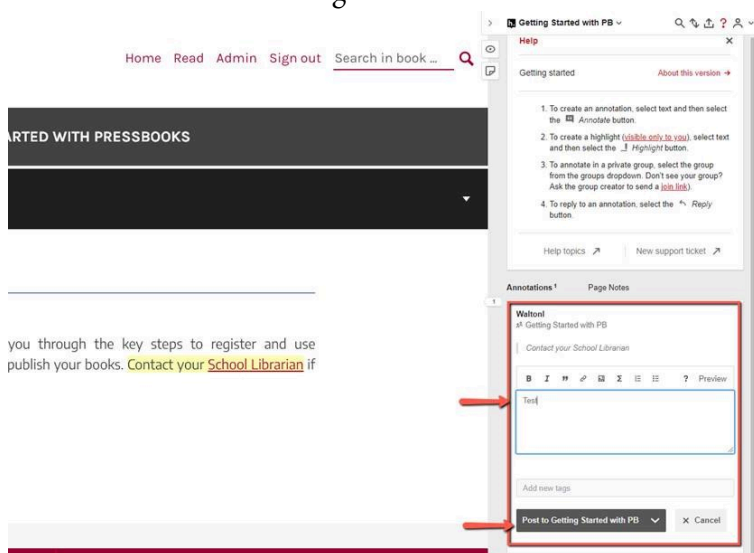 Getting Started with PB
Home Read Admin Sign out Search in book ...
Help
Getting started About this version →
1. To create an annotation, select text and then select
the Annotate button.
2. To create a highlight (visible only to you), select text
and then select the Highlight button.
3. To annotate in a private group, select the group
from the groups dropdown. Don't see your group?
Ask the group creator to send a join link).
4. To reply to an annotation, select the Reply
button.
Help topics New support ticket
ARTED WITH PRESSBOOKS
Annotations 1 Page Notes
1
Waltonl
Getting Started with PB
Contact your School Librarian
B I Σ ? Preview
Test
Add new tags
Post to Getting Started with PB X Cancel
you through the key steps to register and use
publish your books. Contact your School Librarian if